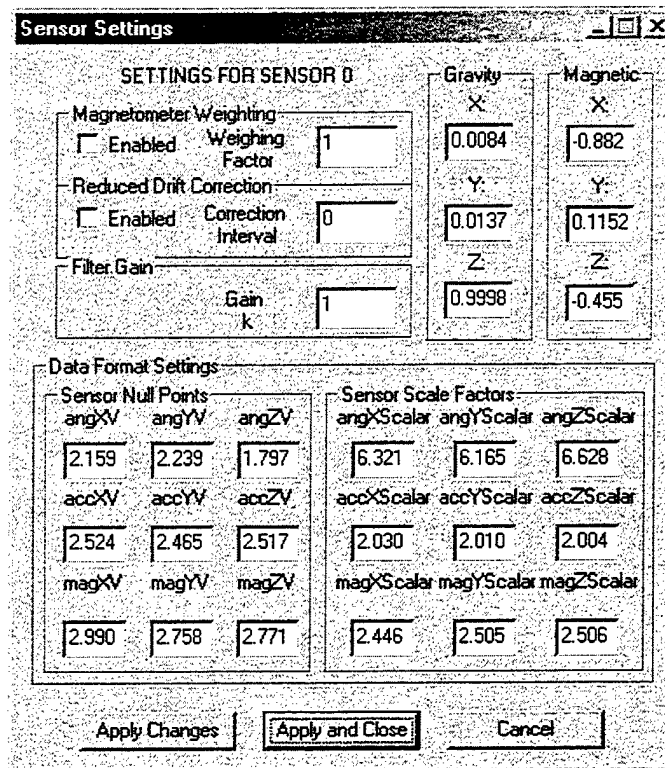 Sensor Settings
SETTINGS FOR SENSOR 0
Magnetometer Weighting
Enabled
Weighing Factor
1
Reduced Drift Correction
Enabled
Correction Interval
0
Filter Gain
Gain k
1
Gravity
X:
0.0084
Y:
0.0137
Z:
0.9998
Magnetic
X:
-0.882
Y:
0.1152
Z:
-0.455
Data Format Settings
Sensor Null Points
angXV angYV angZV
2.159 2.239 1.797
accXV accYV accZV
2.524 2.465 2.517
magXV magYV magZV
2.990 2.758 2.771
Sensor Scale Factors
angXScalar angYScalar angZScalar
6.321 6.165 6.628
accXScalar accYScalar accZScalar
2.030 2.010 2.004
magXScalar magYScalar magZScalar
2.446 2.505 2.506
Apply Changes
Apply and Close
Cancel